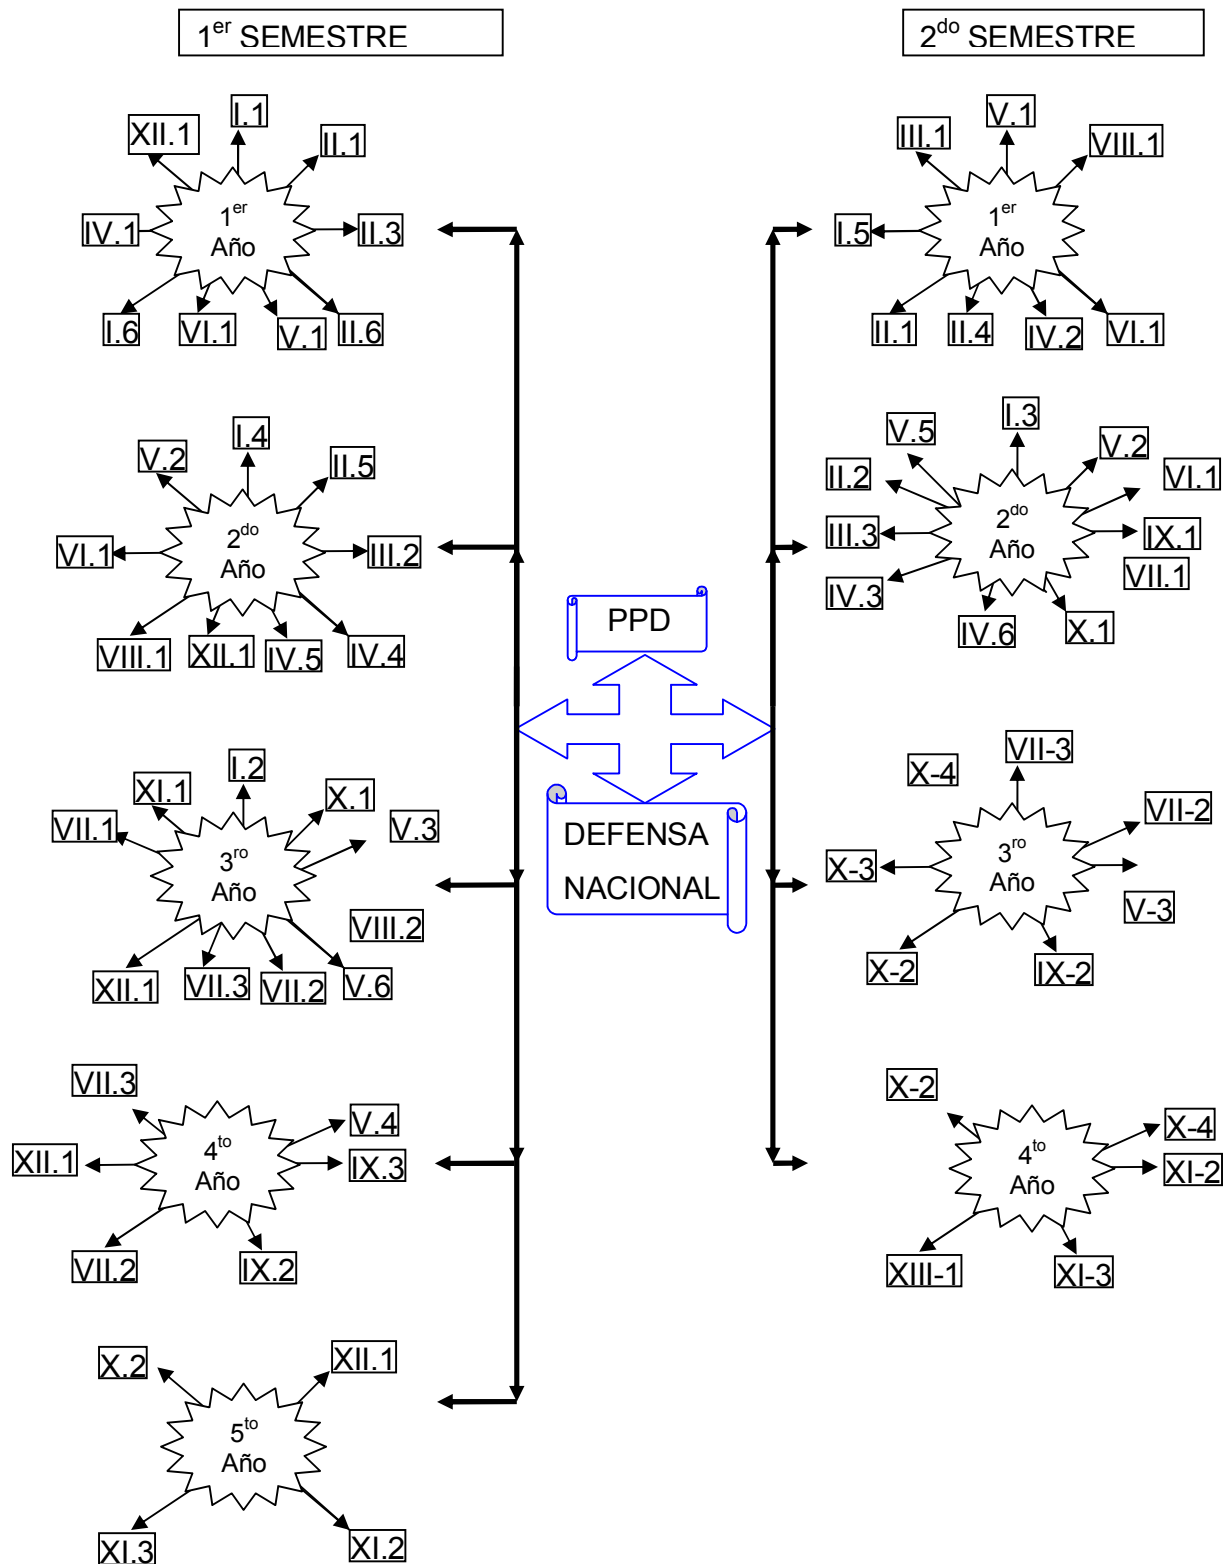 1er SEMESTRE
2do SEMESTRE
I.1
XII.1
II.1
IV.1
1er
Año
II.3
I.6
VI.1
V.1
II.6
V.1
III.1
VIII.1
I.5
1er
Año
II.1
II.4
IV.2
VI.1
I.4
V.2
II.5
VI.1
2do
Año
III.2
VIII.1
XII.1
IV.5
IV.4
I.3
V.5
V.2
II.2
VI.1
III.3
2do
Año
IX.1
VII.1
IV.3
IV.6
X.1
PPD
DEFENSA
NACIONAL
I.2
XI.1
X.1
VII.1
V.3
3ro
Año
VIII.2
XII.1
VII.3
VII.2
V.6
VII-3
X-4
VII-2
X-3
3ro
Año
V-3
X-2
IX-2
VII.3
V.4
XII.1
4to
Año
IX.3
VII.2
IX.2
X-2
X-4
4to
Año
XI-2
XIII-1
XI-3
X.2
XII.1
5to
Año
XI.3
XI.2